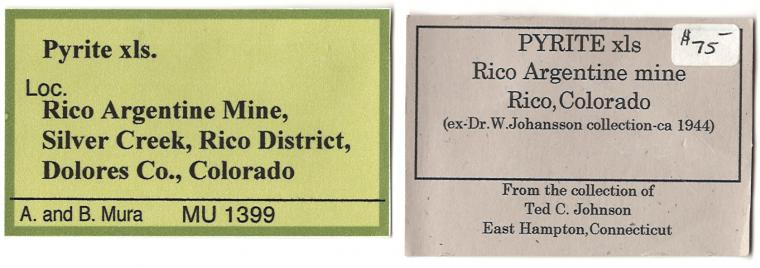 Pyrite xls.
Loc.
Rico Argentine Mine,
Silver Creek, Rico District,
Dolores Co., Colorado
A. and B. Mura MU 1399
PYRITE xls
$75-
Rico Argentine mine
Rico, Colorado
(ex-Dr.W.Johansson collection-ca 1944)
From the collection of
Ted C. Johnson
East Hampton, Connecticut